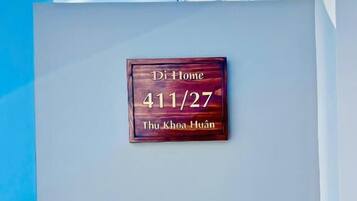 Di Home
411/27
Thủ Khoa Huân